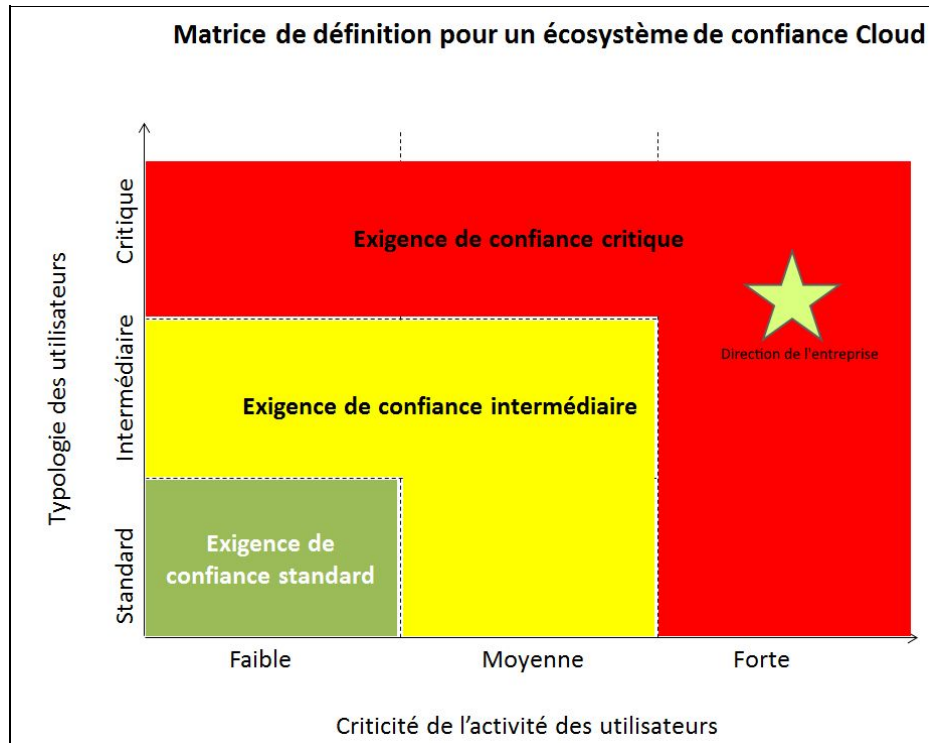 Matrice de définition pour un écosystème de confiance Cloud
Typologie des utilisateurs
Critique
Intermédiaire
Standard
Exigence de confiance critique
Direction de l'entreprise
Exigence de confiance intermédiaire
Exigence de
confiance standard
Faible
Moyenne
Forte
Criticité de l’activité des utilisateurs